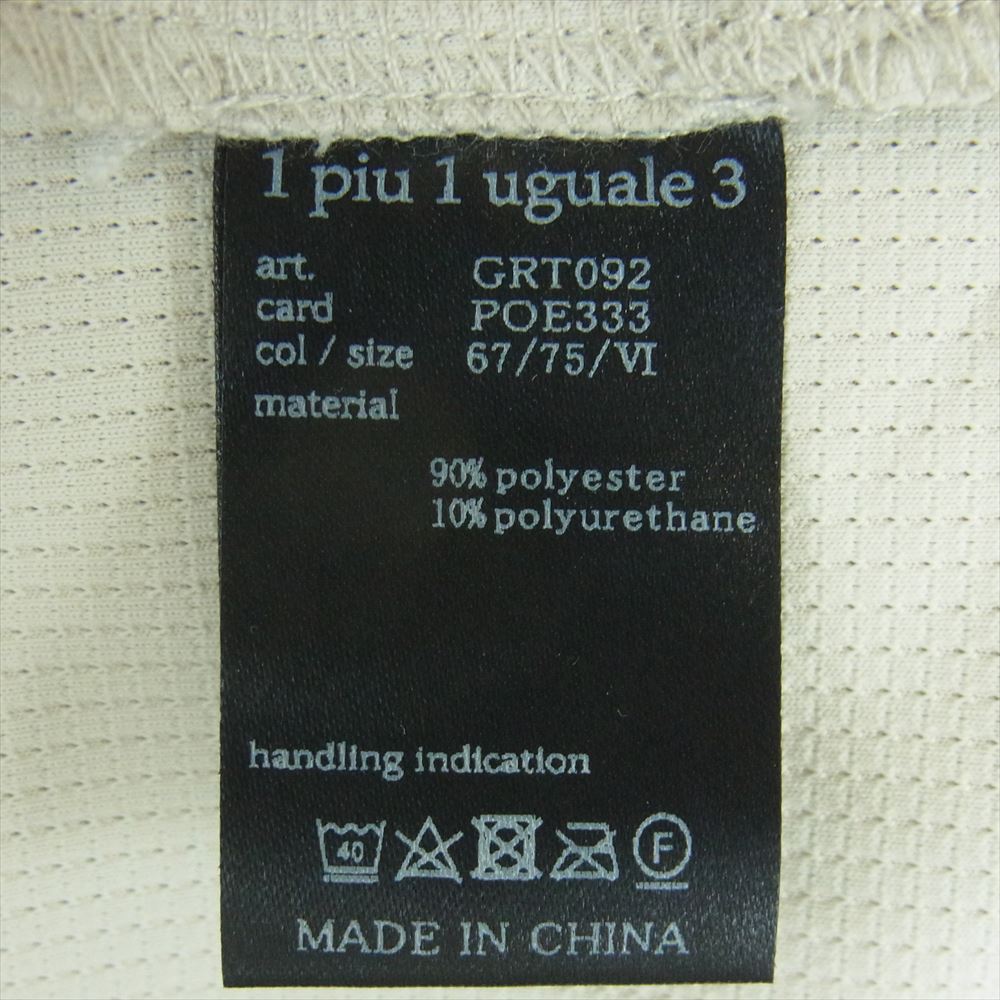 1 piu 1 uguale 3
art. GRT092
card POE333
col / size 67/75/VI
material
90% polyester
10% polyurethane
handling indication
40 F
MADE IN CHINA